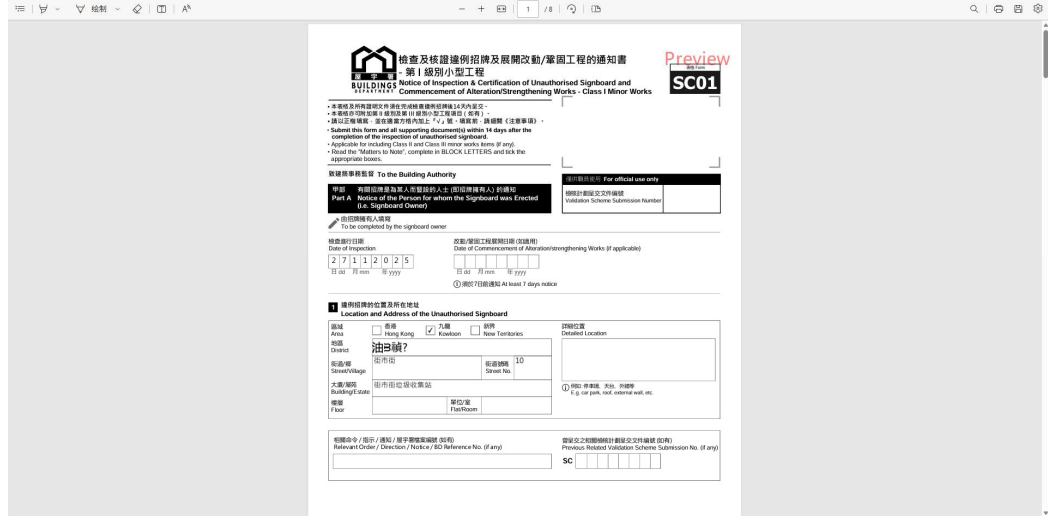 绘制
1 / 8
Preview
檢查及核證違例招牌及展開改動/鞏固工程的通知書
- 第 I 級別小型工程
Notice of Inspection & Certification of Unauthorised Signboard and
Commencement of Alteration/Strengthening Works - Class I Minor Works
屋宇署
BUILDINGS
DEPARTMENT
表格 Form
SC01
• 本表格及所有證明文件須在完成檢查違例招牌後14天內呈交。
• 本表格亦可附加第 II 級別及第 III 級別小型工程項目 (如有)。
• 請以正楷填寫，並在適當方格內加上「√」號。填寫前，請細閱《注意事項》。
• Submit this form and all supporting document(s) within 14 days after the
completion of the inspection of unauthorised signboard.
• Applicable for including Class II and Class III minor works items (if any).
• Read the "Matters to Note", complete in BLOCK LETTERS and tick the
appropriate boxes.
致建築事務監督 To the Building Authority
甲部 有關招牌是為某人而豎設的人士 (即招牌擁有人) 的通知
Part A Notice of the Person for whom the Signboard was Erected
(i.e. Signboard Owner)
僅供職員使用 For official use only
檢核計劃呈交文件編號
Validation Scheme Submission Number
由招牌擁有人填寫
To be completed by the signboard owner
檢查進行日期
Date of Inspection
2 7 1 1 2 0 2 5
日 dd 月 mm 年 yyyy
改動/鞏固工程展開日期 (如適用)
Date of Commencement of Alteration/strengthening Works (if applicable)
日 dd 月 mm 年 yyyy
須於7日前通知 At least 7 days notice
1 違例招牌的位置及所在地址
Location and Address of the Unauthorised Signboard
區域
Area
香港
Hong Kong
✓ 九龍
Kowloon
新界
New Territories
地區
District
街道/鄉
Street/Village
街市街
街道號碼
Street No.
10
大廈/屋苑
Building/Estate
街市街垃圾收集站
樓層
Floor
單位/室
Flat/Room
詳細位置
Detailed Location
例如: 停車場、天台、外牆等
E.g. car park, roof, external wall, etc.
相關命令 / 指示 / 通知 / 屋宇署檔案編號 (如有)
Relevant Order / Direction / Notice / BD Reference No. (if any)
曾呈交之相關檢核計劃呈交文件編號 (如有)
Previous Related Validation Scheme Submission No. (if any)
SC